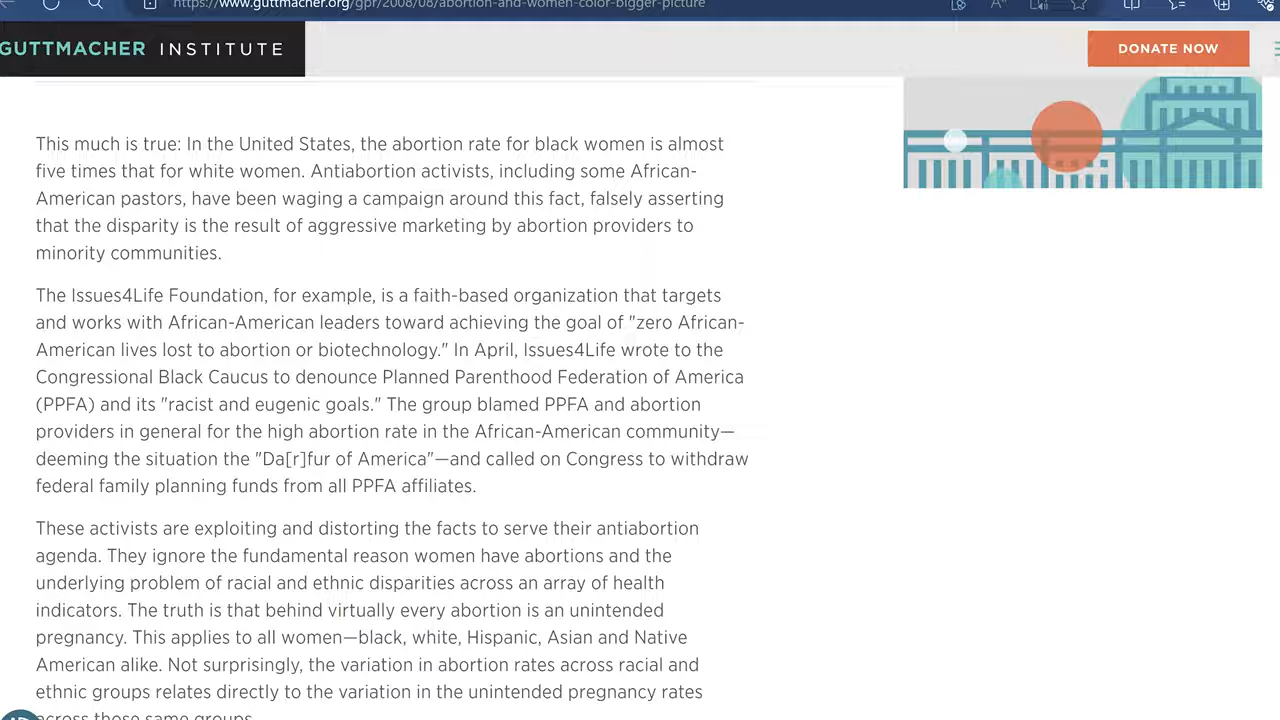 https://www.guttmacher.org/gpr/2008/08/abortion-and-women-color-bigger-picture
GUTTMACHER INSTITUTE
DONATE NOW
This much is true: In the United States, the abortion rate for black women is almost
five times that for white women. Antiabortion activists, including some African-
American pastors, have been waging a campaign around this fact, falsely asserting
that the disparity is the result of aggressive marketing by abortion providers to
minority communities.
The Issues4Life Foundation, for example, is a faith-based organization that targets
and works with African-American leaders toward achieving the goal of "zero African-
American lives lost to abortion or biotechnology." In April, Issues4Life wrote to the
Congressional Black Caucus to denounce Planned Parenthood Federation of America
(PPFA) and its "racist and eugenic goals." The group blamed PPFA and abortion
providers in general for the high abortion rate in the African-American community—
deeming the situation the "Da[r]fur of America"—and called on Congress to withdraw
federal family planning funds from all PPFA affiliates.
These activists are exploiting and distorting the facts to serve their antiabortion
agenda. They ignore the fundamental reason women have abortions and the
underlying problem of racial and ethnic disparities across an array of health
indicators. The truth is that behind virtually every abortion is an unintended
pregnancy. This applies to all women—black, white, Hispanic, Asian and Native
American alike. Not surprisingly, the variation in abortion rates across racial and
ethnic groups relates directly to the variation in the unintended pregnancy rates
across those same groups.